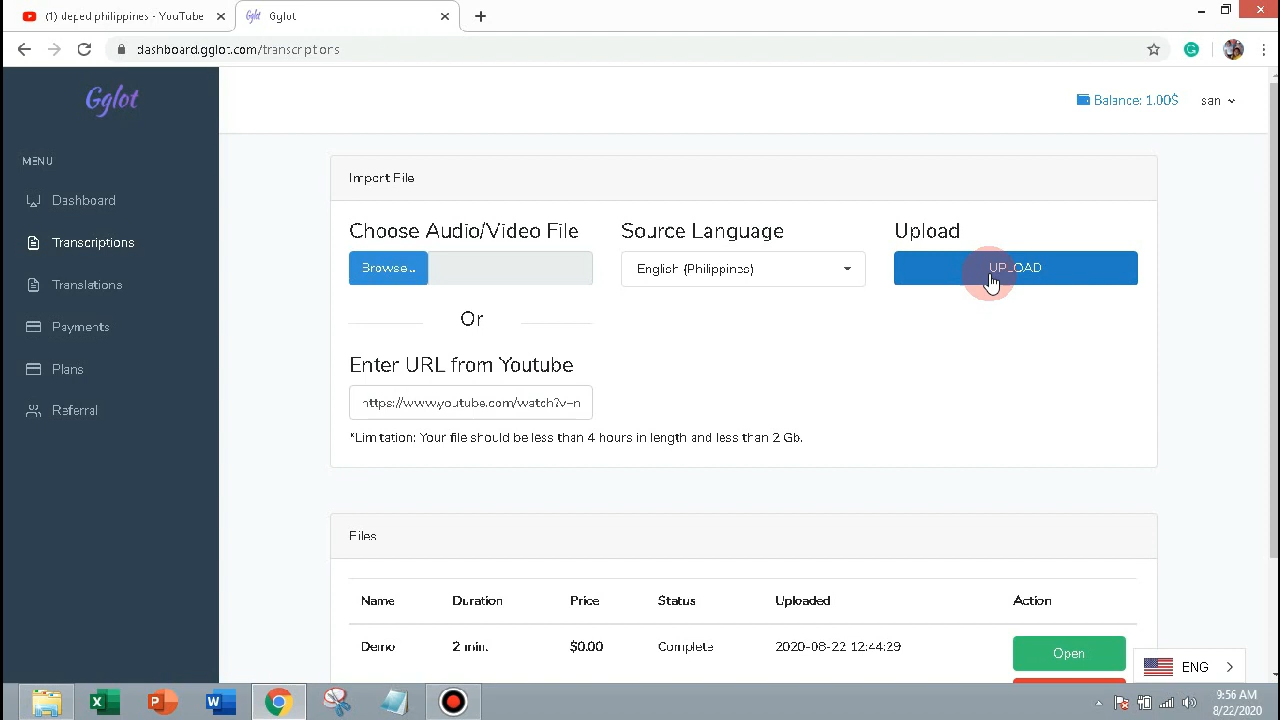 (1) deped philippines - YouTube
Gglot
dashboard.gglot.com/transcriptions
Gglot
Balance: 1.00$
san
MENU
Dashboard
Transcriptions
Translations
Payments
Plans
Referral
Import File
Choose Audio/Video File
Source Language
Upload
Browse...
English (Philippines)
UPLOAD
Or
Enter URL from Youtube
https://www.youtube.com/watch?v=n
*Limitation: Your file should be less than 4 hours in length and less than 2 Gb.
Files
Name Duration Price Status Uploaded Action
Demo 2 min. $0.00 Complete 2020-08-22 12:44:29 Open
ENG
9:56 AM
8/22/2020